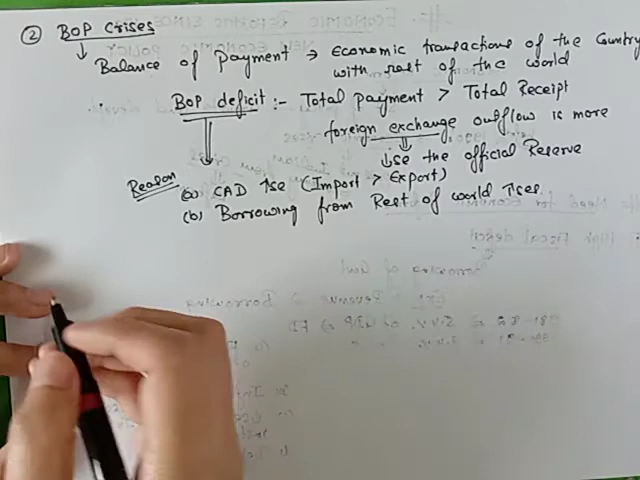 ② BOP Crises
Balance of Payment → Economic transactions of the Country
with rest of the world
BOP deficit :- Total payment > Total Receipt
foreign exchange outflow is more
↓se the official Reserve
Reason
(a) CAD ↑se (Import > Export)
(b) Borrowing from Rest of world ↑ses.